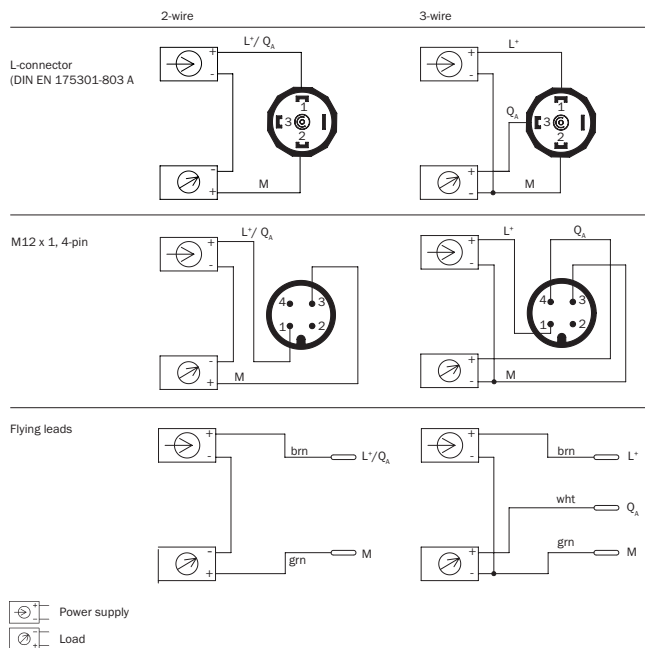 2-wire 3-wire
L-connector
(DIN EN 175301-803 A
+ L⁺/ Q_A
-
1
3
2
-
+ M
+ L⁺
-
1
Q_A 3
2
+
- M
M12 x 1, 4-pin
+ L⁺/ Q_A
-
4 3
1 2
-
+ M
+ L⁺ Q_A
-
4 3
1 2
+
- M
Flying leads
+
- brn L⁺/Q_A
-
+ grn M
+
- brn L⁺
wht Q_A
+
- grn M
+
- Power supply
-
+ Load